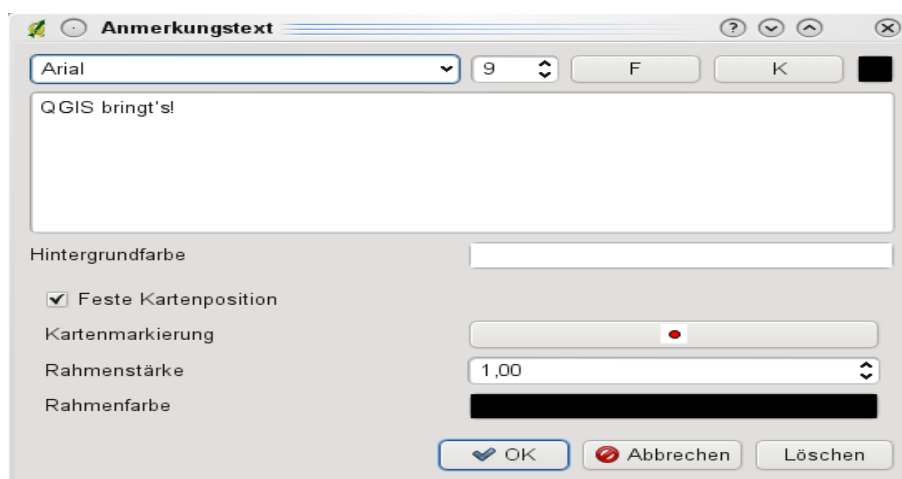 Anmerkungstext
Arial 9 F K
QGIS bringt's!
Hintergrundfarbe
Feste Kartenposition
Kartenmarkierung
Rahmenstärke 1,00
Rahmenfarbe
OK Abbrechen Löschen